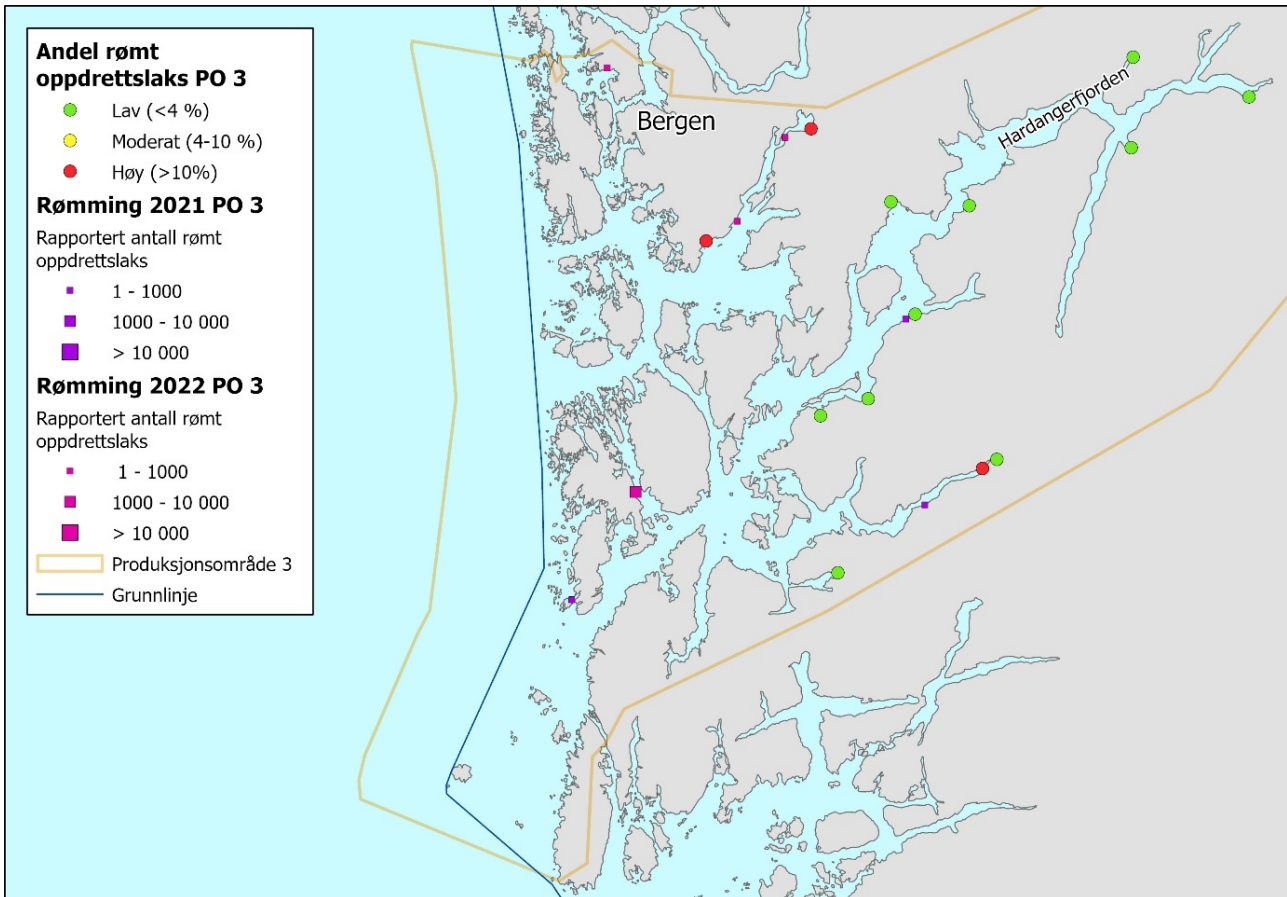 Andel rømt
oppdrettslaks PO 3
Lav (<4 %)
Moderat (4-10 %)
Høy (>10%)
Rømming 2021 PO 3
Rapportert antall rømt
oppdrettslaks
1 - 1000
1000 - 10 000
> 10 000
Rømming 2022 PO 3
Rapportert antall rømt
oppdrettslaks
1 - 1000
1000 - 10 000
> 10 000
Produksjonsområde 3
Grunnlinje
Bergen
Hardangerfjorden